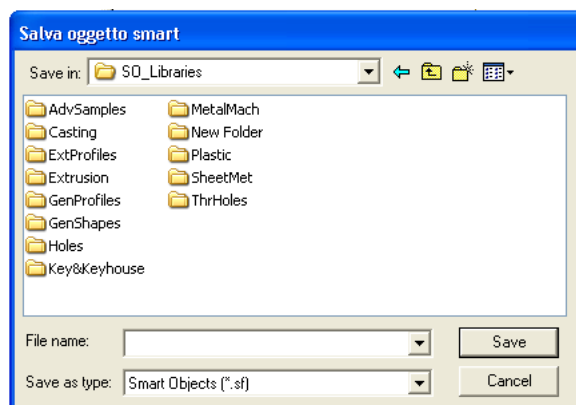 Salva oggetto smart
Save in: SO_Libraries
AdvSamples
Casting
ExtProfiles
Extrusion
GenProfiles
GenShapes
Holes
Key&Keyhouse
MetalMach
New Folder
Plastic
SheetMet
ThrHoles
File name:
Save
Save as type: Smart Objects (*.sf)
Cancel